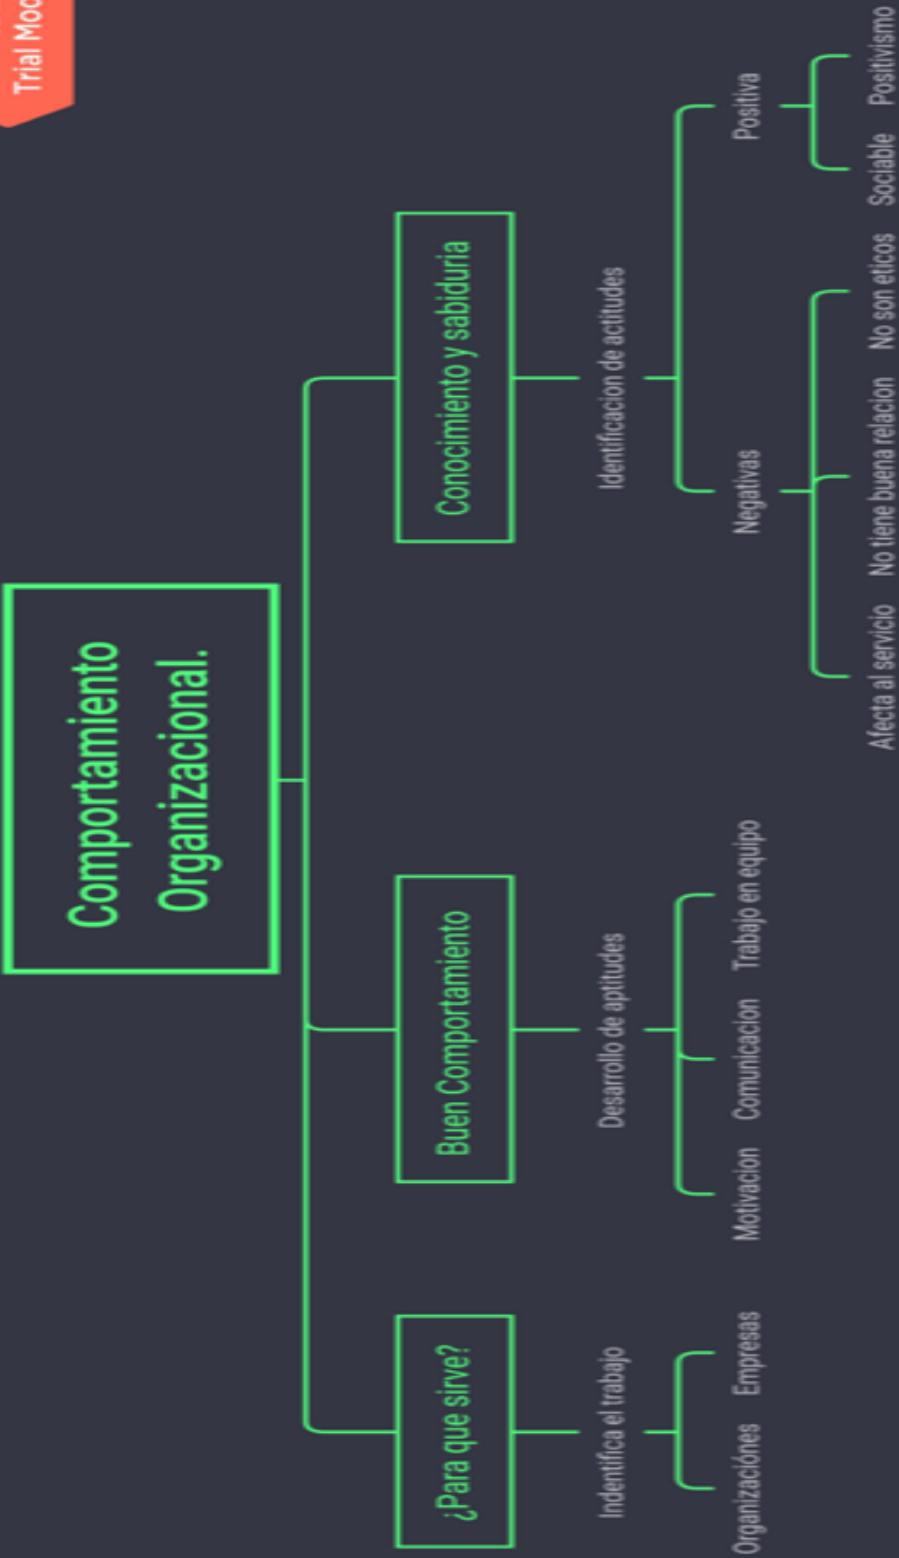 Trial Mod
Comportamiento
Organizacional.
¿Para que sirve?
Buen Comportamiento
Conocimiento y sabiduria
Indentifica el trabajo
Desarrollo de aptitudes
Identificacion de actitudes
Organizaciónes
Empresas
Motivacion
Comunicacion
Trabajo en equipo
Negativas
Positiva
Afecta al servicio
No tiene buena relacion
No son eticos
Sociable
Positivismo